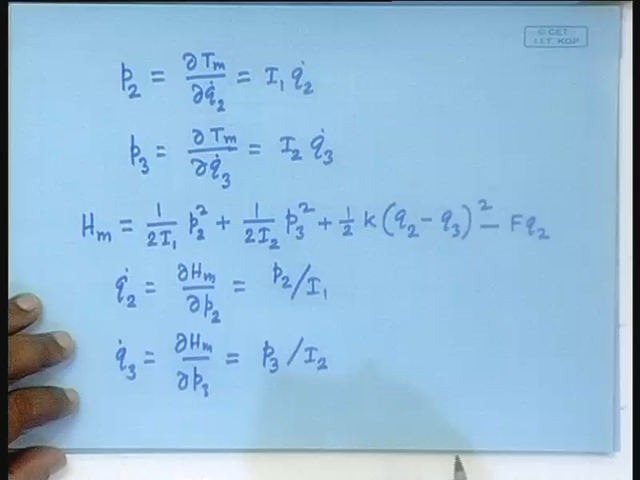 © CET
I.I.T. KGP
p₂ = ∂Tm/∂q̇₂ = I₁ q̇₂
p₃ = ∂Tm/∂q̇₃ = I₂ q̇₃
Hm = 1/2I₁ p₂² + 1/2I₂ p₃² + 1/2 k(q₂ - q₃)² - Fq₂
q̇₂ = ∂Hm/∂p₂ = p₂/I₁
q̇₃ = ∂Hm/∂p₃ = p₃/I₂